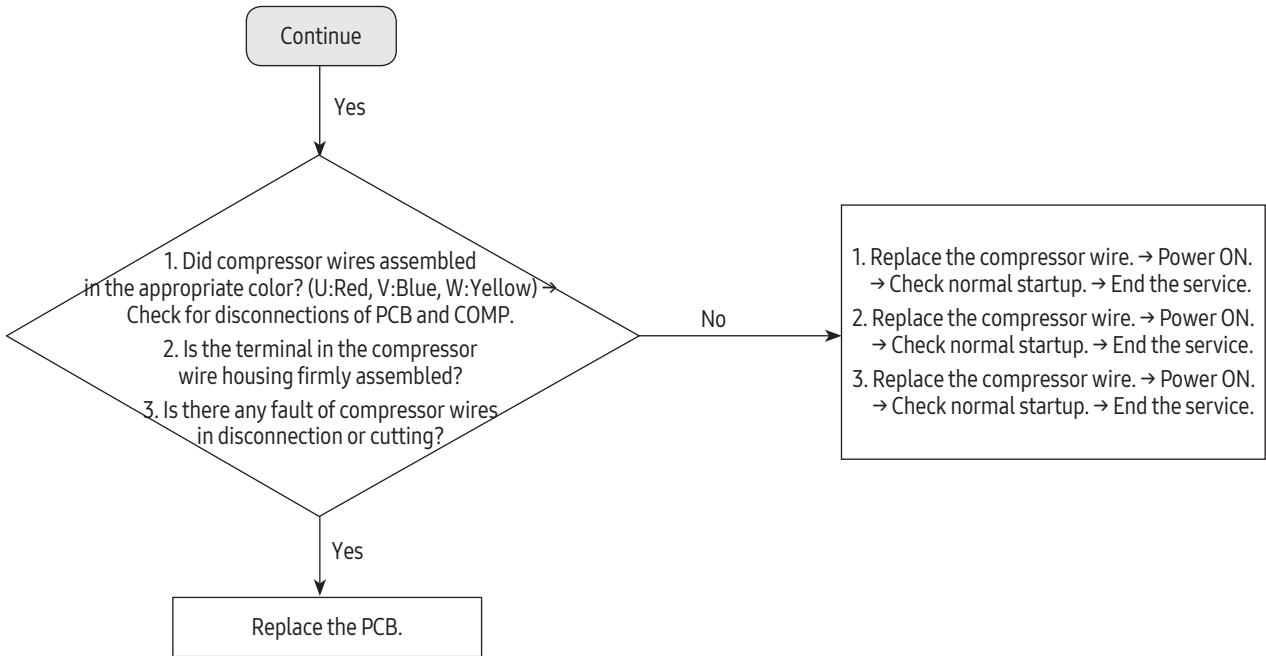 Continue
Yes
1. Did compressor wires assembled
in the appropriate color? (U:Red, V:Blue, W:Yellow) →
Check for disconnections of PCB and COMP.
2. Is the terminal in the compressor
wire housing firmly assembled?
3. Is there any fault of compressor wires
in disconnection or cutting?
No
1. Replace the compressor wire. → Power ON.
→ Check normal startup. → End the service.
2. Replace the compressor wire. → Power ON.
→ Check normal startup. → End the service.
3. Replace the compressor wire. → Power ON.
→ Check normal startup. → End the service.
Yes
Replace the PCB.